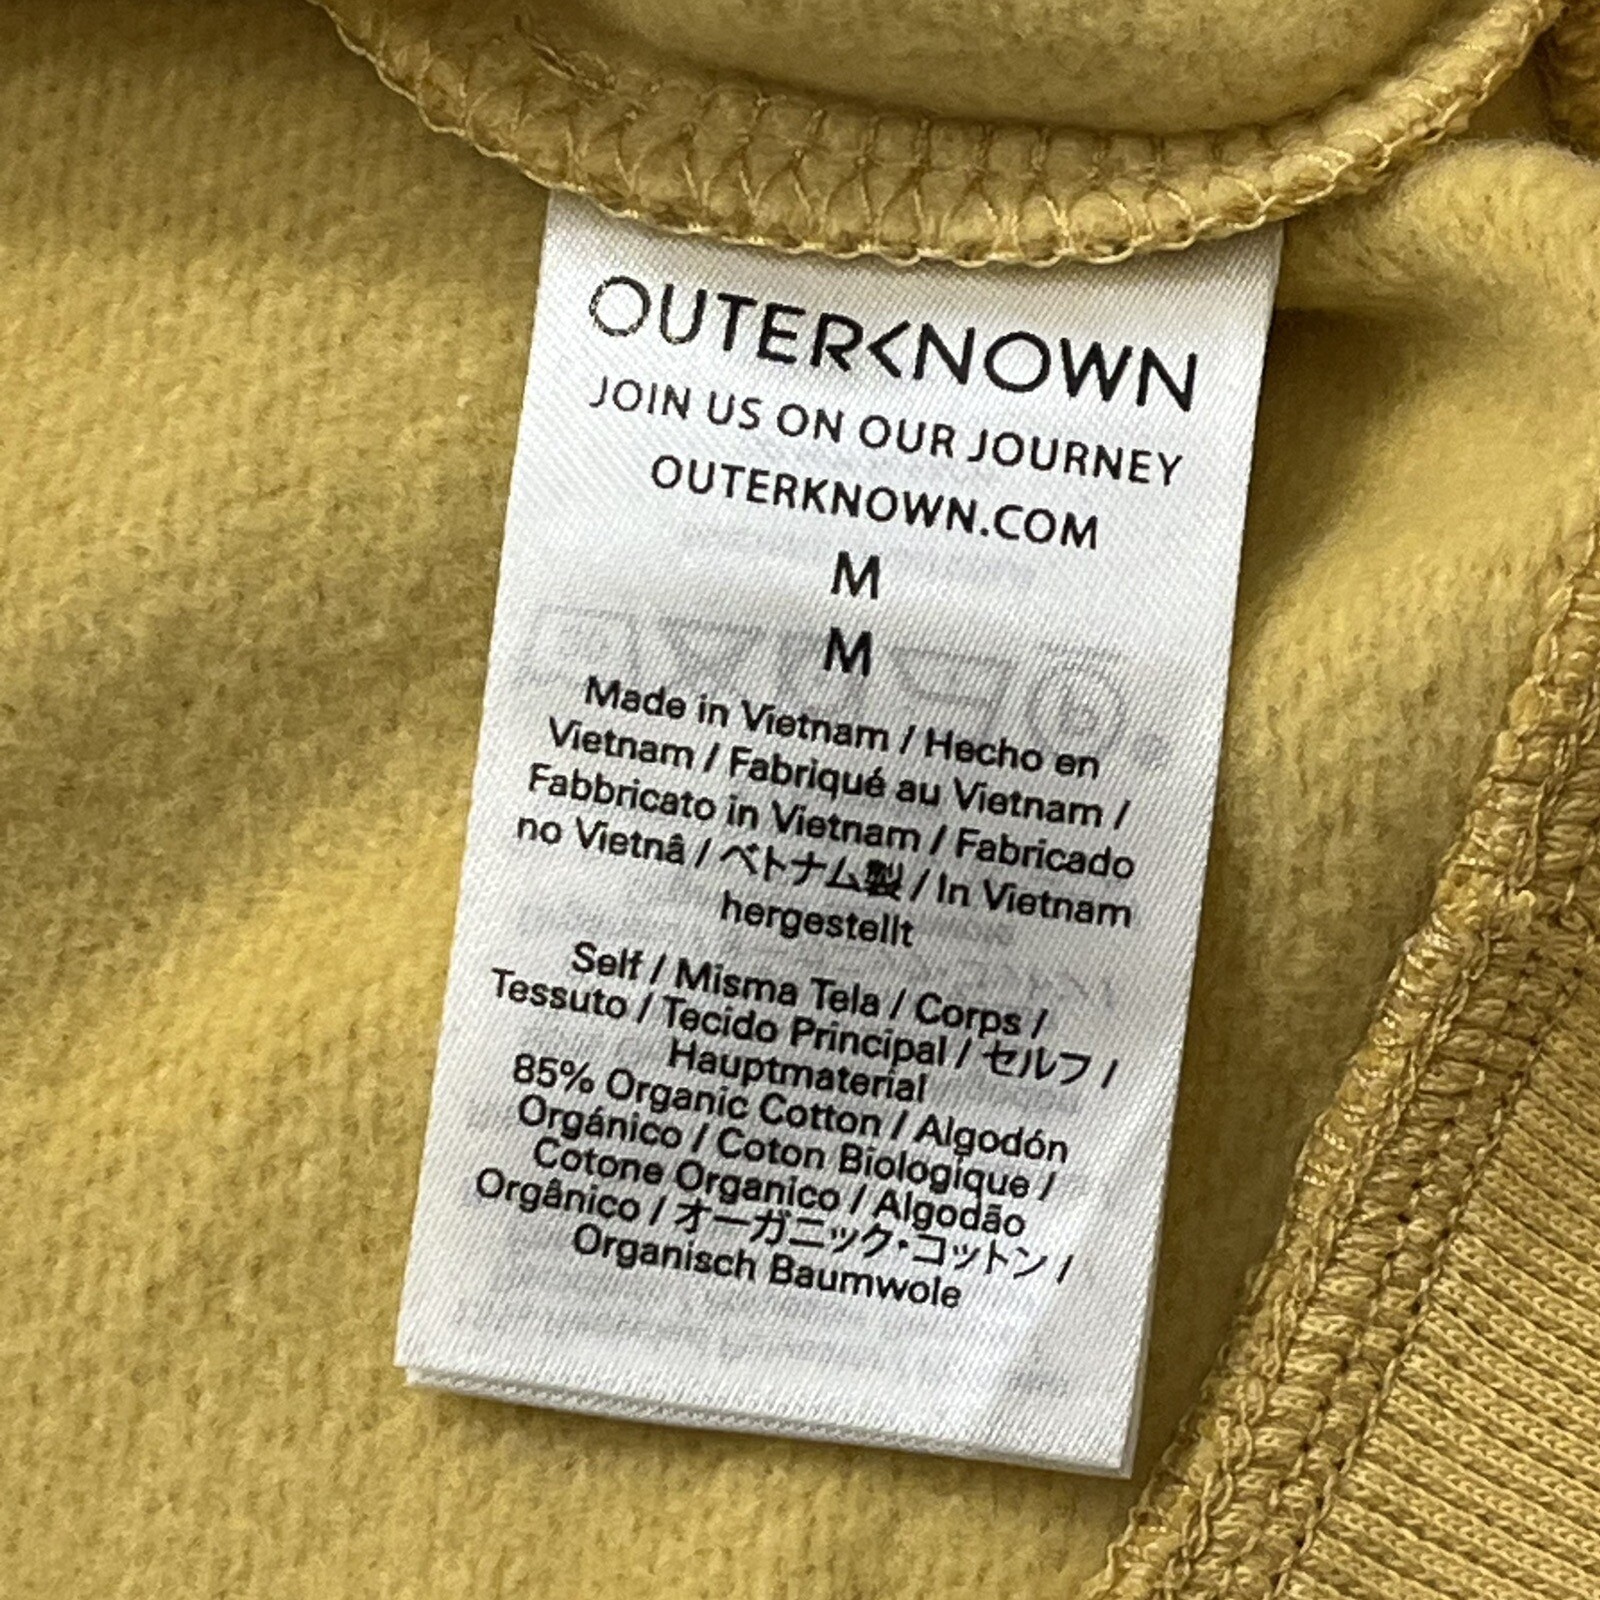 OUTERKNOWN
JOIN US ON OUR JOURNEY
OUTERKNOWN.COM
M
M
Made in Vietnam / Hecho en
Vietnam / Fabriqué au Vietnam /
Fabbricato in Vietnam / Fabricado
no Vietnâ / ベトナム製 / In Vietnam
hergestellt
Self / Misma Tela / Corps /
Tessuto / Tecido Principal / セルフ /
Hauptmaterial
85% Organic Cotton / Algodón
Orgánico / Coton Biologique /
Cotone Organico / Algodão
Orgânico / オーガニック・コットン /
Organisch Baumwole